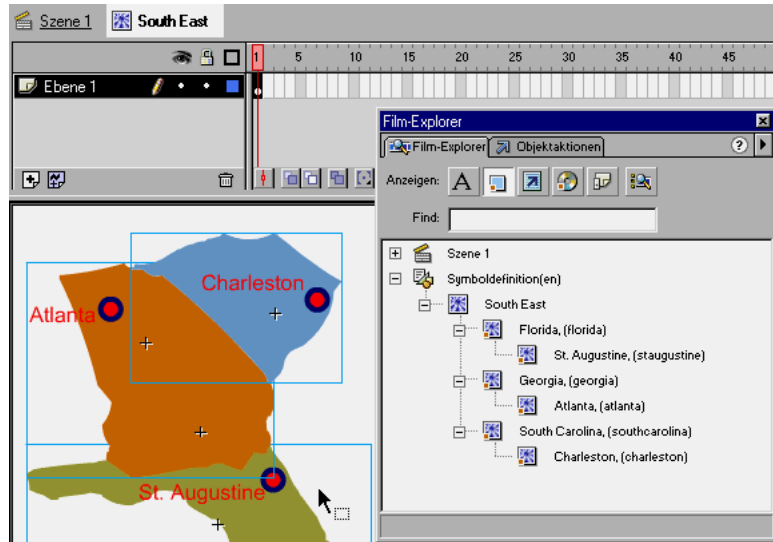 Szene 1 South East
1 5 10 15 20 25 30 35 40 45
Ebene 1
Film-Explorer
Film-Explorer Objektaktionen ?
Anzeigen: A
Find:
Szene 1
Symboldefinition(en)
South East
Florida, (florida)
St. Augustine, (staugustine)
Georgia, (georgia)
Atlanta, (atlanta)
South Carolina, (southcarolina)
Charleston, (charleston)
Charleston
Atlanta
St. Augustine